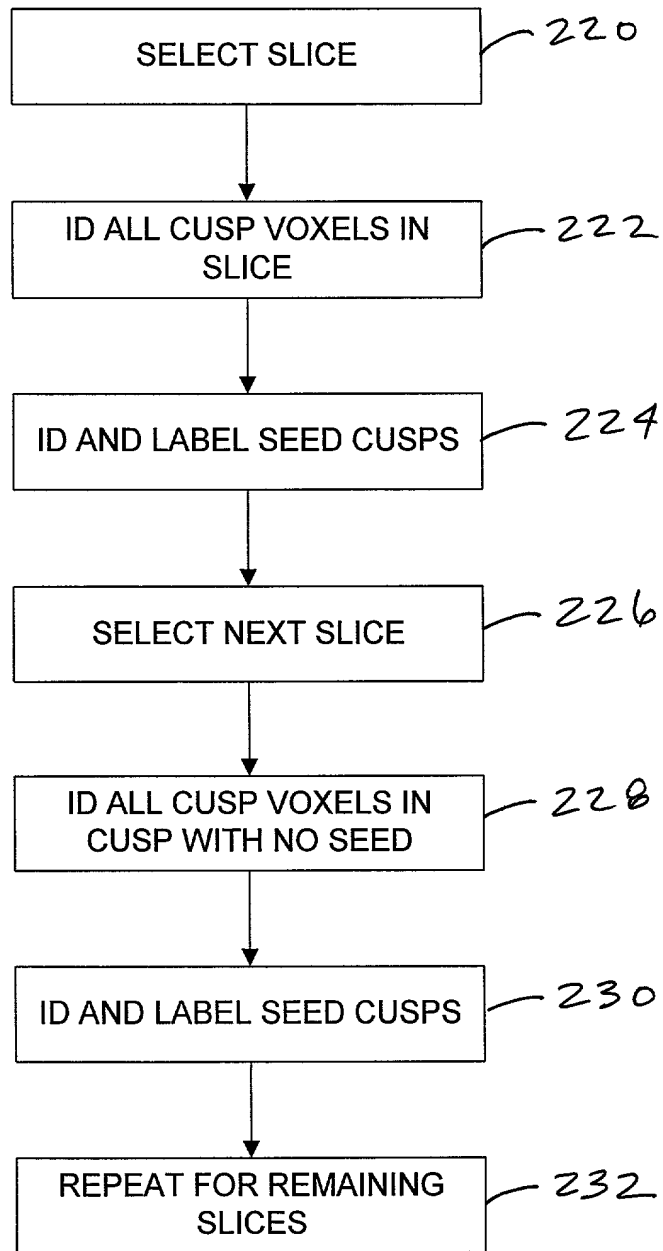 SELECT SLICE
220
ID ALL CUSP VOXELS IN
SLICE
222
ID AND LABEL SEED CUSPS
224
SELECT NEXT SLICE
226
ID ALL CUSP VOXELS IN
CUSP WITH NO SEED
228
ID AND LABEL SEED CUSPS
230
REPEAT FOR REMAINING
SLICES
232